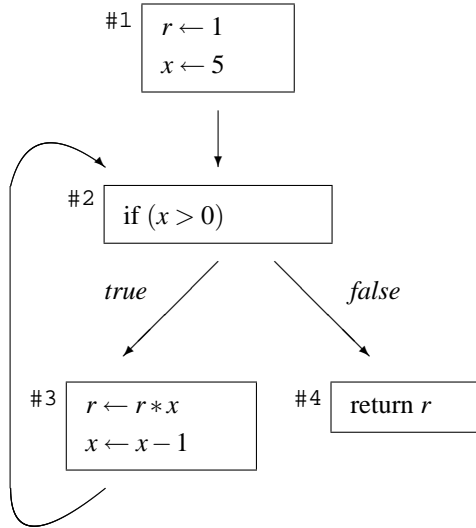 #1
r ← 1
x ← 5
#2
if (x > 0)
true
false
#3
r ← r * x
x ← x − 1
#4
return r